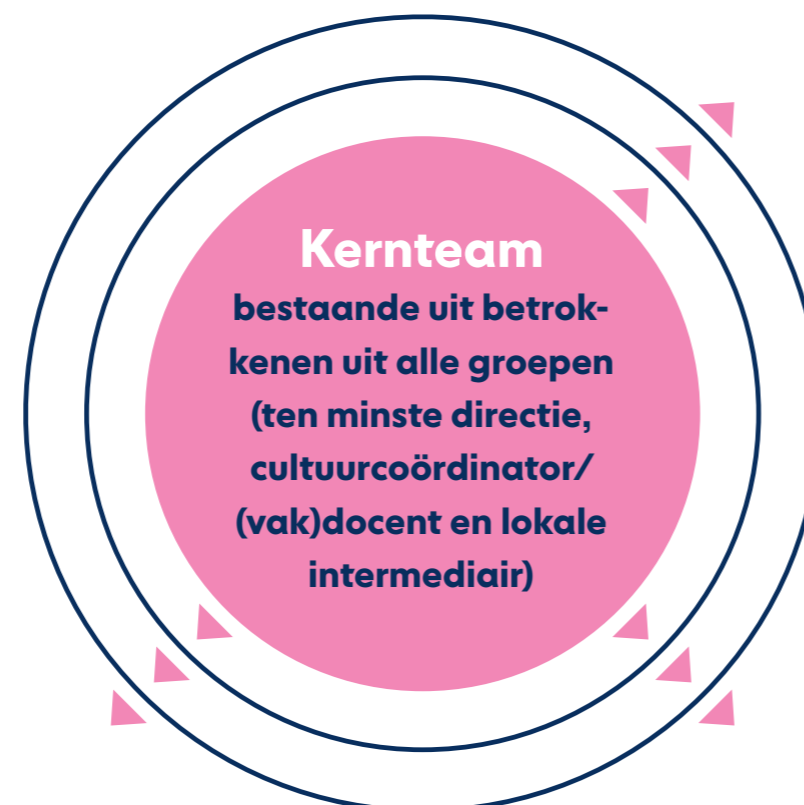 Kernteam
bestaande uit betrok-
kenen uit alle groepen
(ten minste directie,
cultuurcoördinator/
(vak)docent en lokale
intermediair)